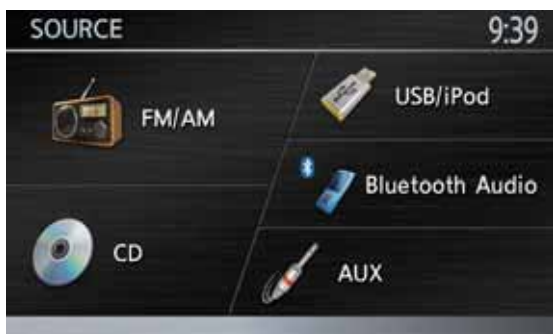 SOURCE 9:39
FM/AM
USB/iPod
Bluetooth Audio
CD
AUX